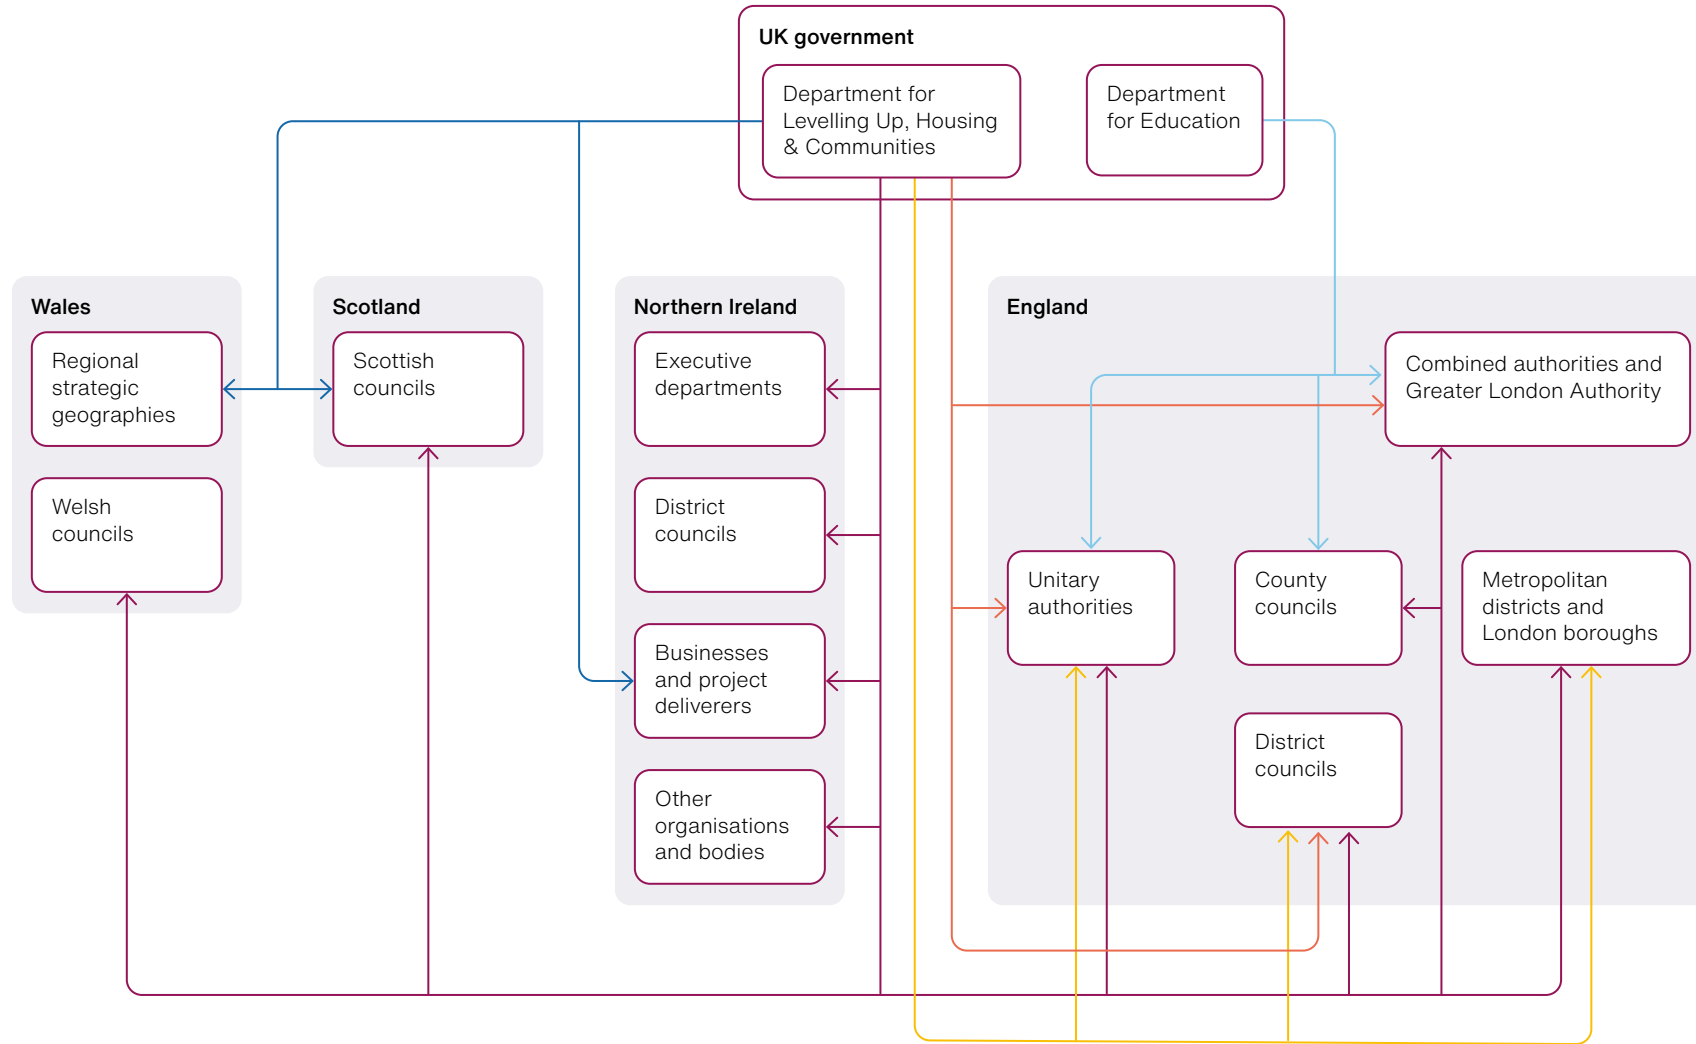 UK government
Department for
Levelling Up, Housing
& Communities
Department
for Education
Wales
Regional
strategic
geographies
Welsh
councils
Scotland
Scottish
councils
Northern Ireland
Executive
departments
District
councils
Businesses
and project
deliverers
Other
organisations
and bodies
England
Combined authorities and
Greater London Authority
Unitary
authorities
County
councils
Metropolitan
districts and
London boroughs
District
councils